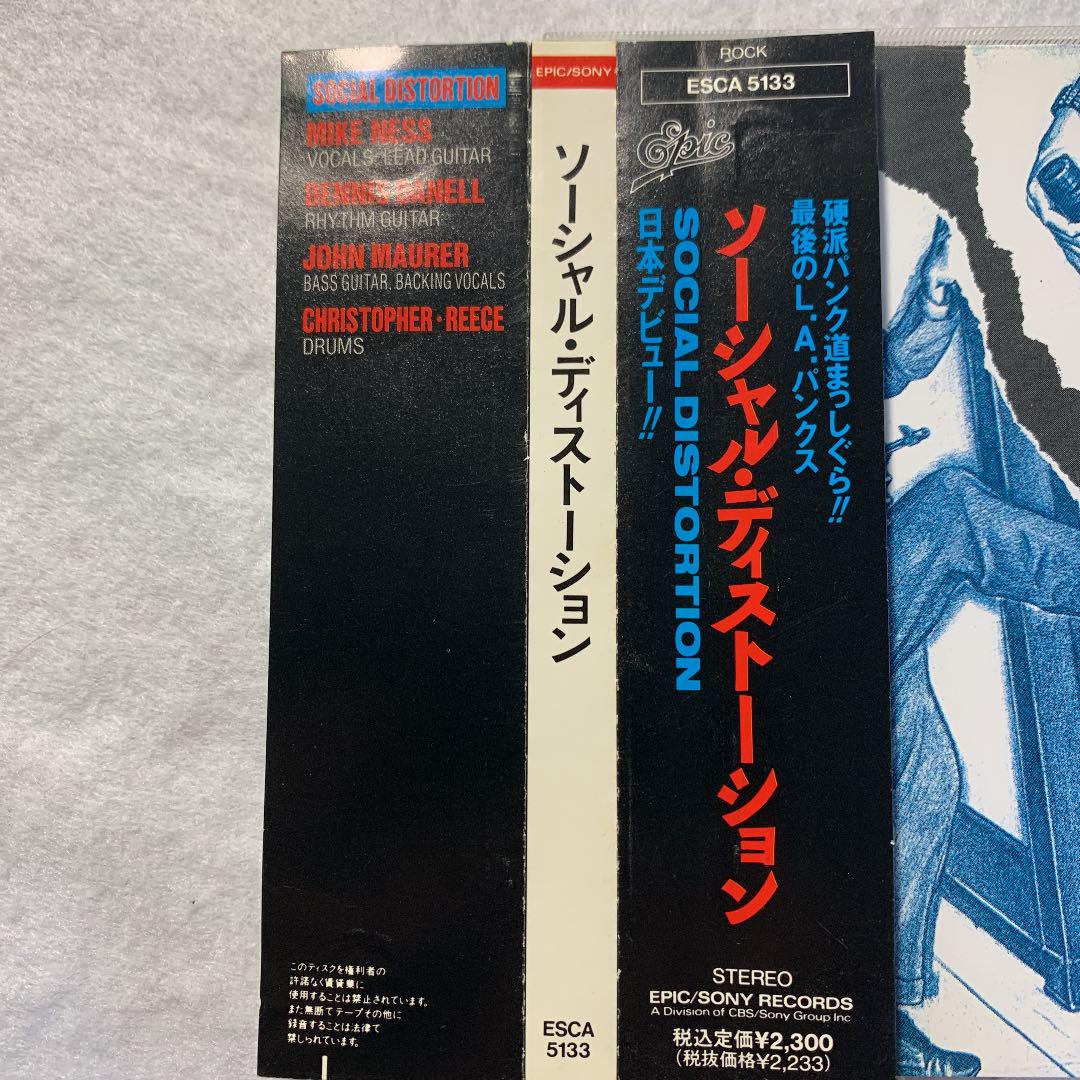 SOCIAL DISTORTION
MIKE NESS
VOCALS, LEAD GUITAR
DENNIS DANELL
RHYTHM GUITAR
JOHN MAURER
BASS GUITAR, BACKING VOCALS
CHRISTOPHER・REECE
DRUMS
このディスクを権利者の
許諾なく賃貸業に
使用することは禁止されています。
また無断でテープその他に
録音することは法律で
禁じられています。
EPIC/SONY
ソーシャル・ディストーション
ESCA
5133
ROCK
ESCA 5133
Epic
硬派パンク道まっしぐら!!
最後のL.A.パンクス
ソーシャル・ディストーション
SOCIAL DISTORTION
日本デビュー!!
STEREO
EPIC/SONY RECORDS
A Division of CBS/Sony Group Inc
税込定価¥2,300
(税抜価格¥2,233)